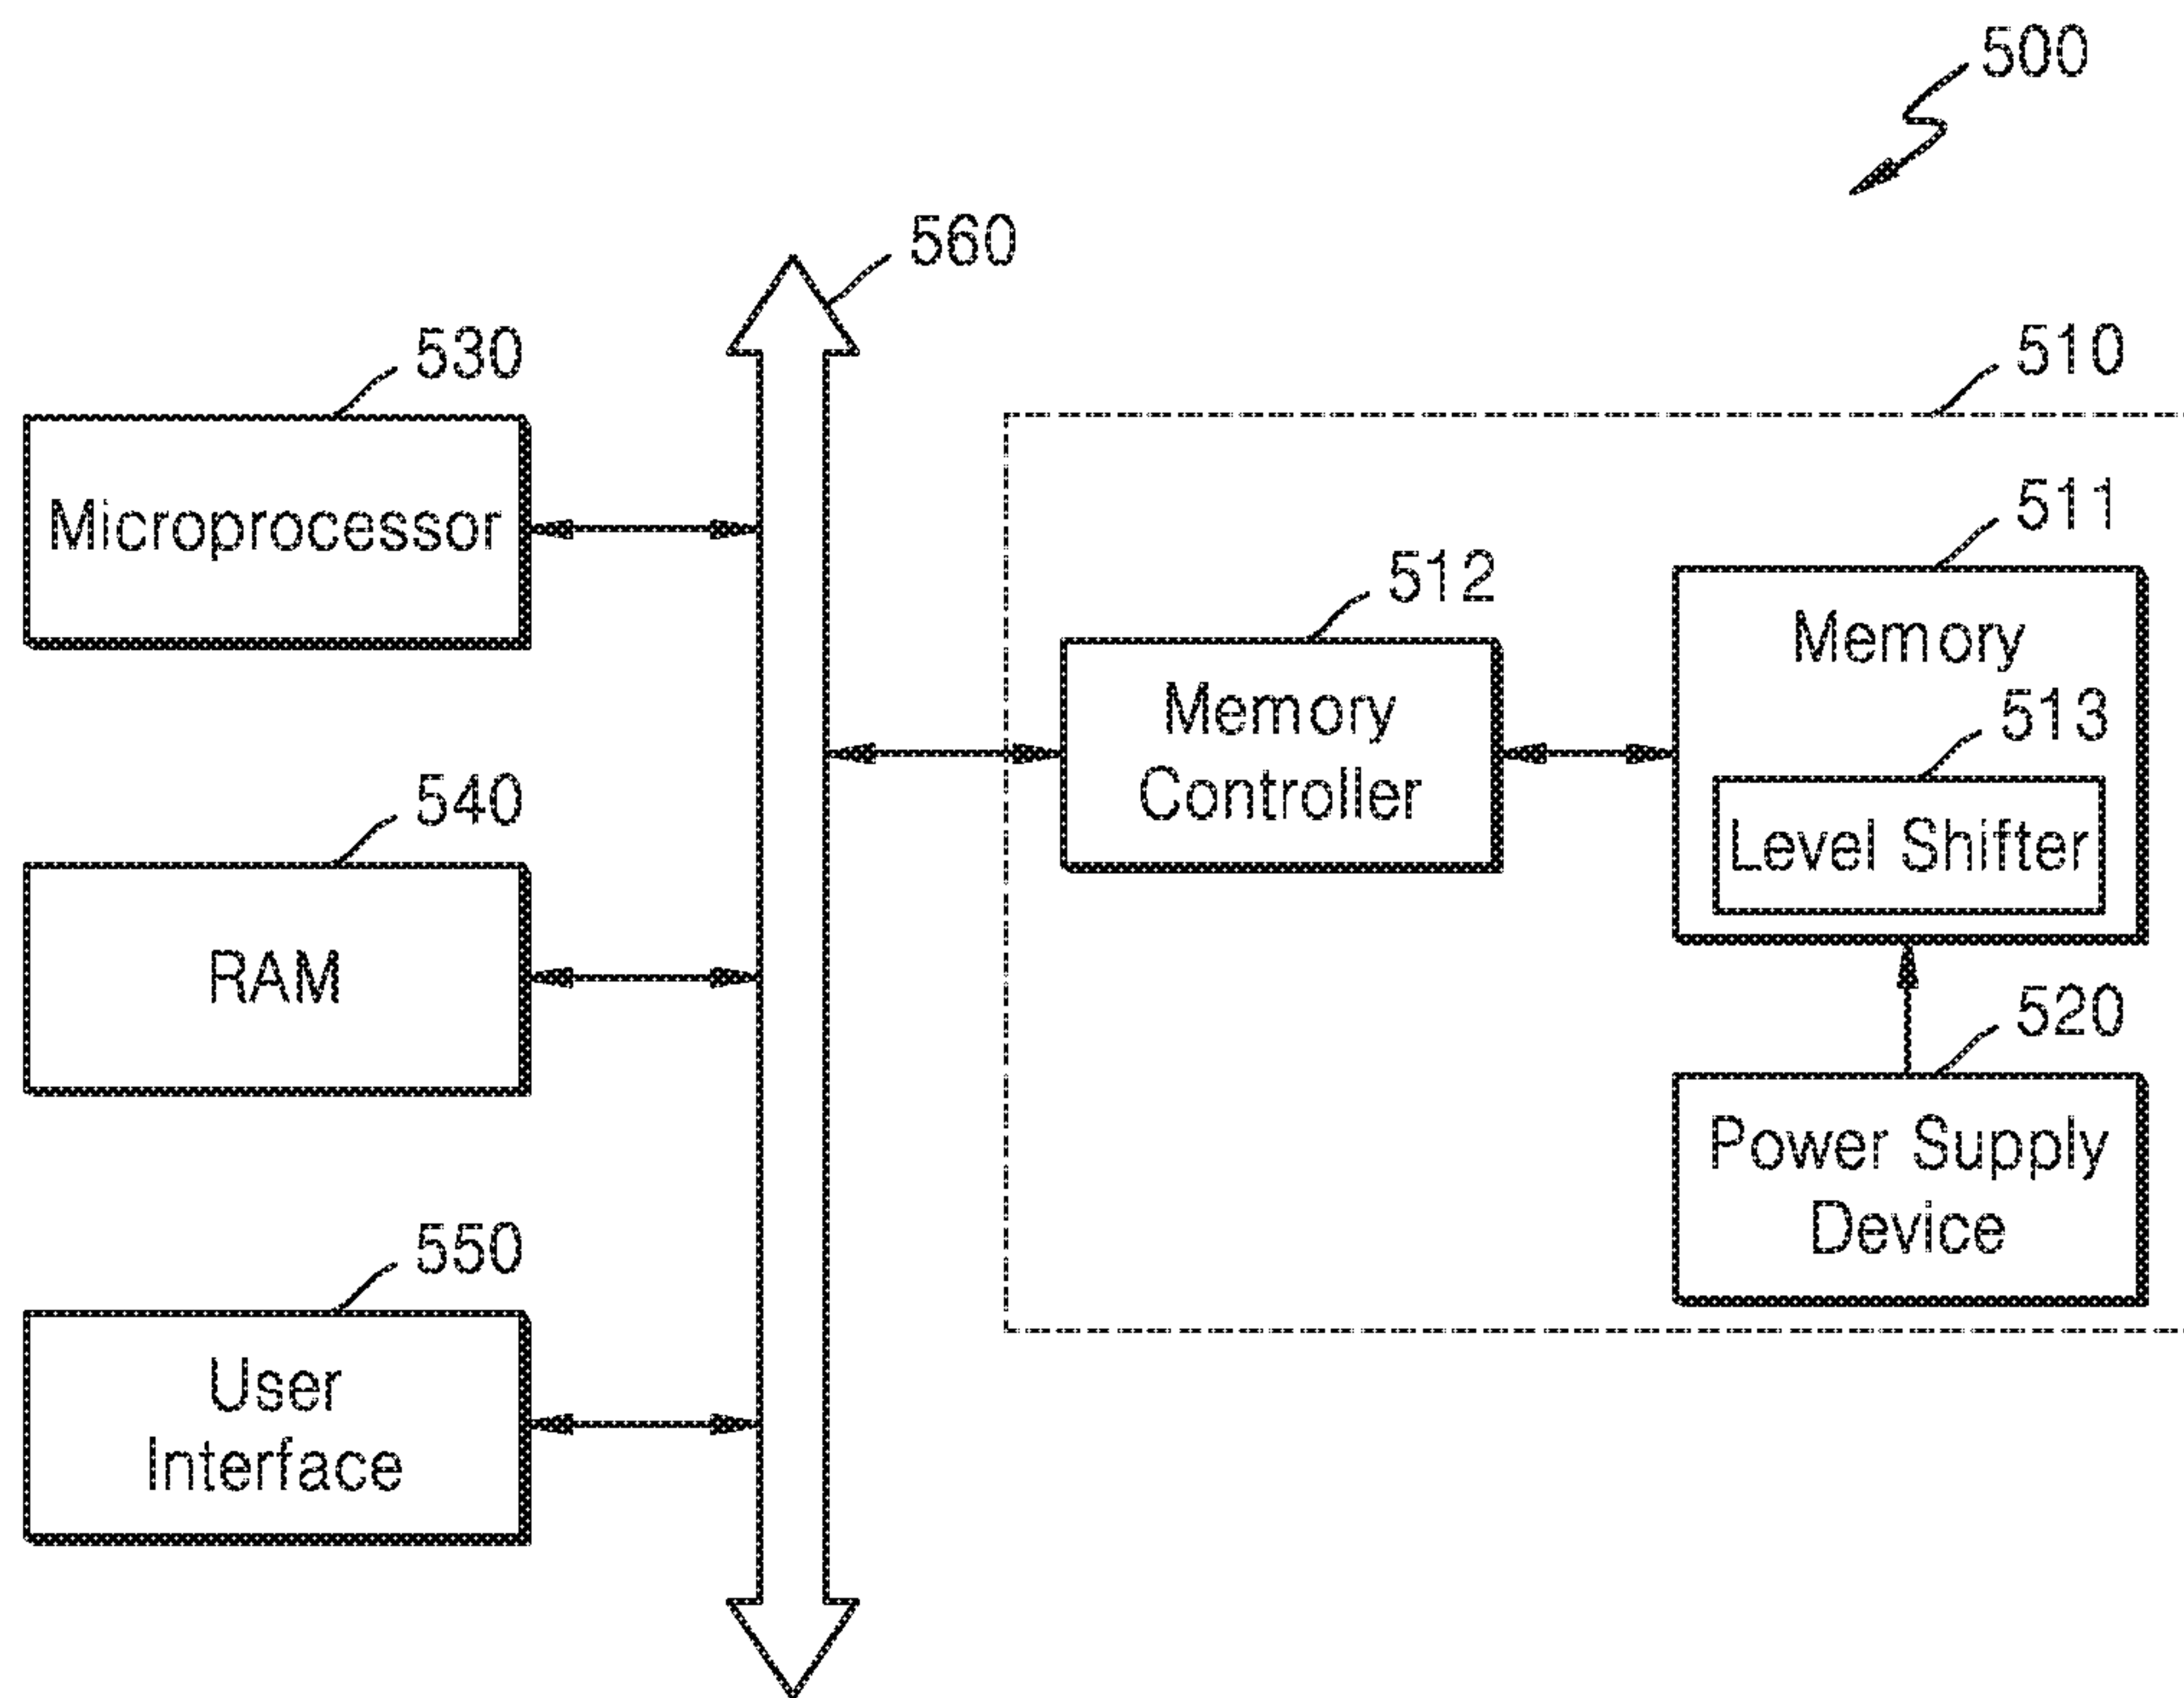 500
560
530
510
Microprocessor
511
512
Memory
Memory
Controller
513
Level Shifter
540
RAM
520
Power Supply
Device
550
User
Interface